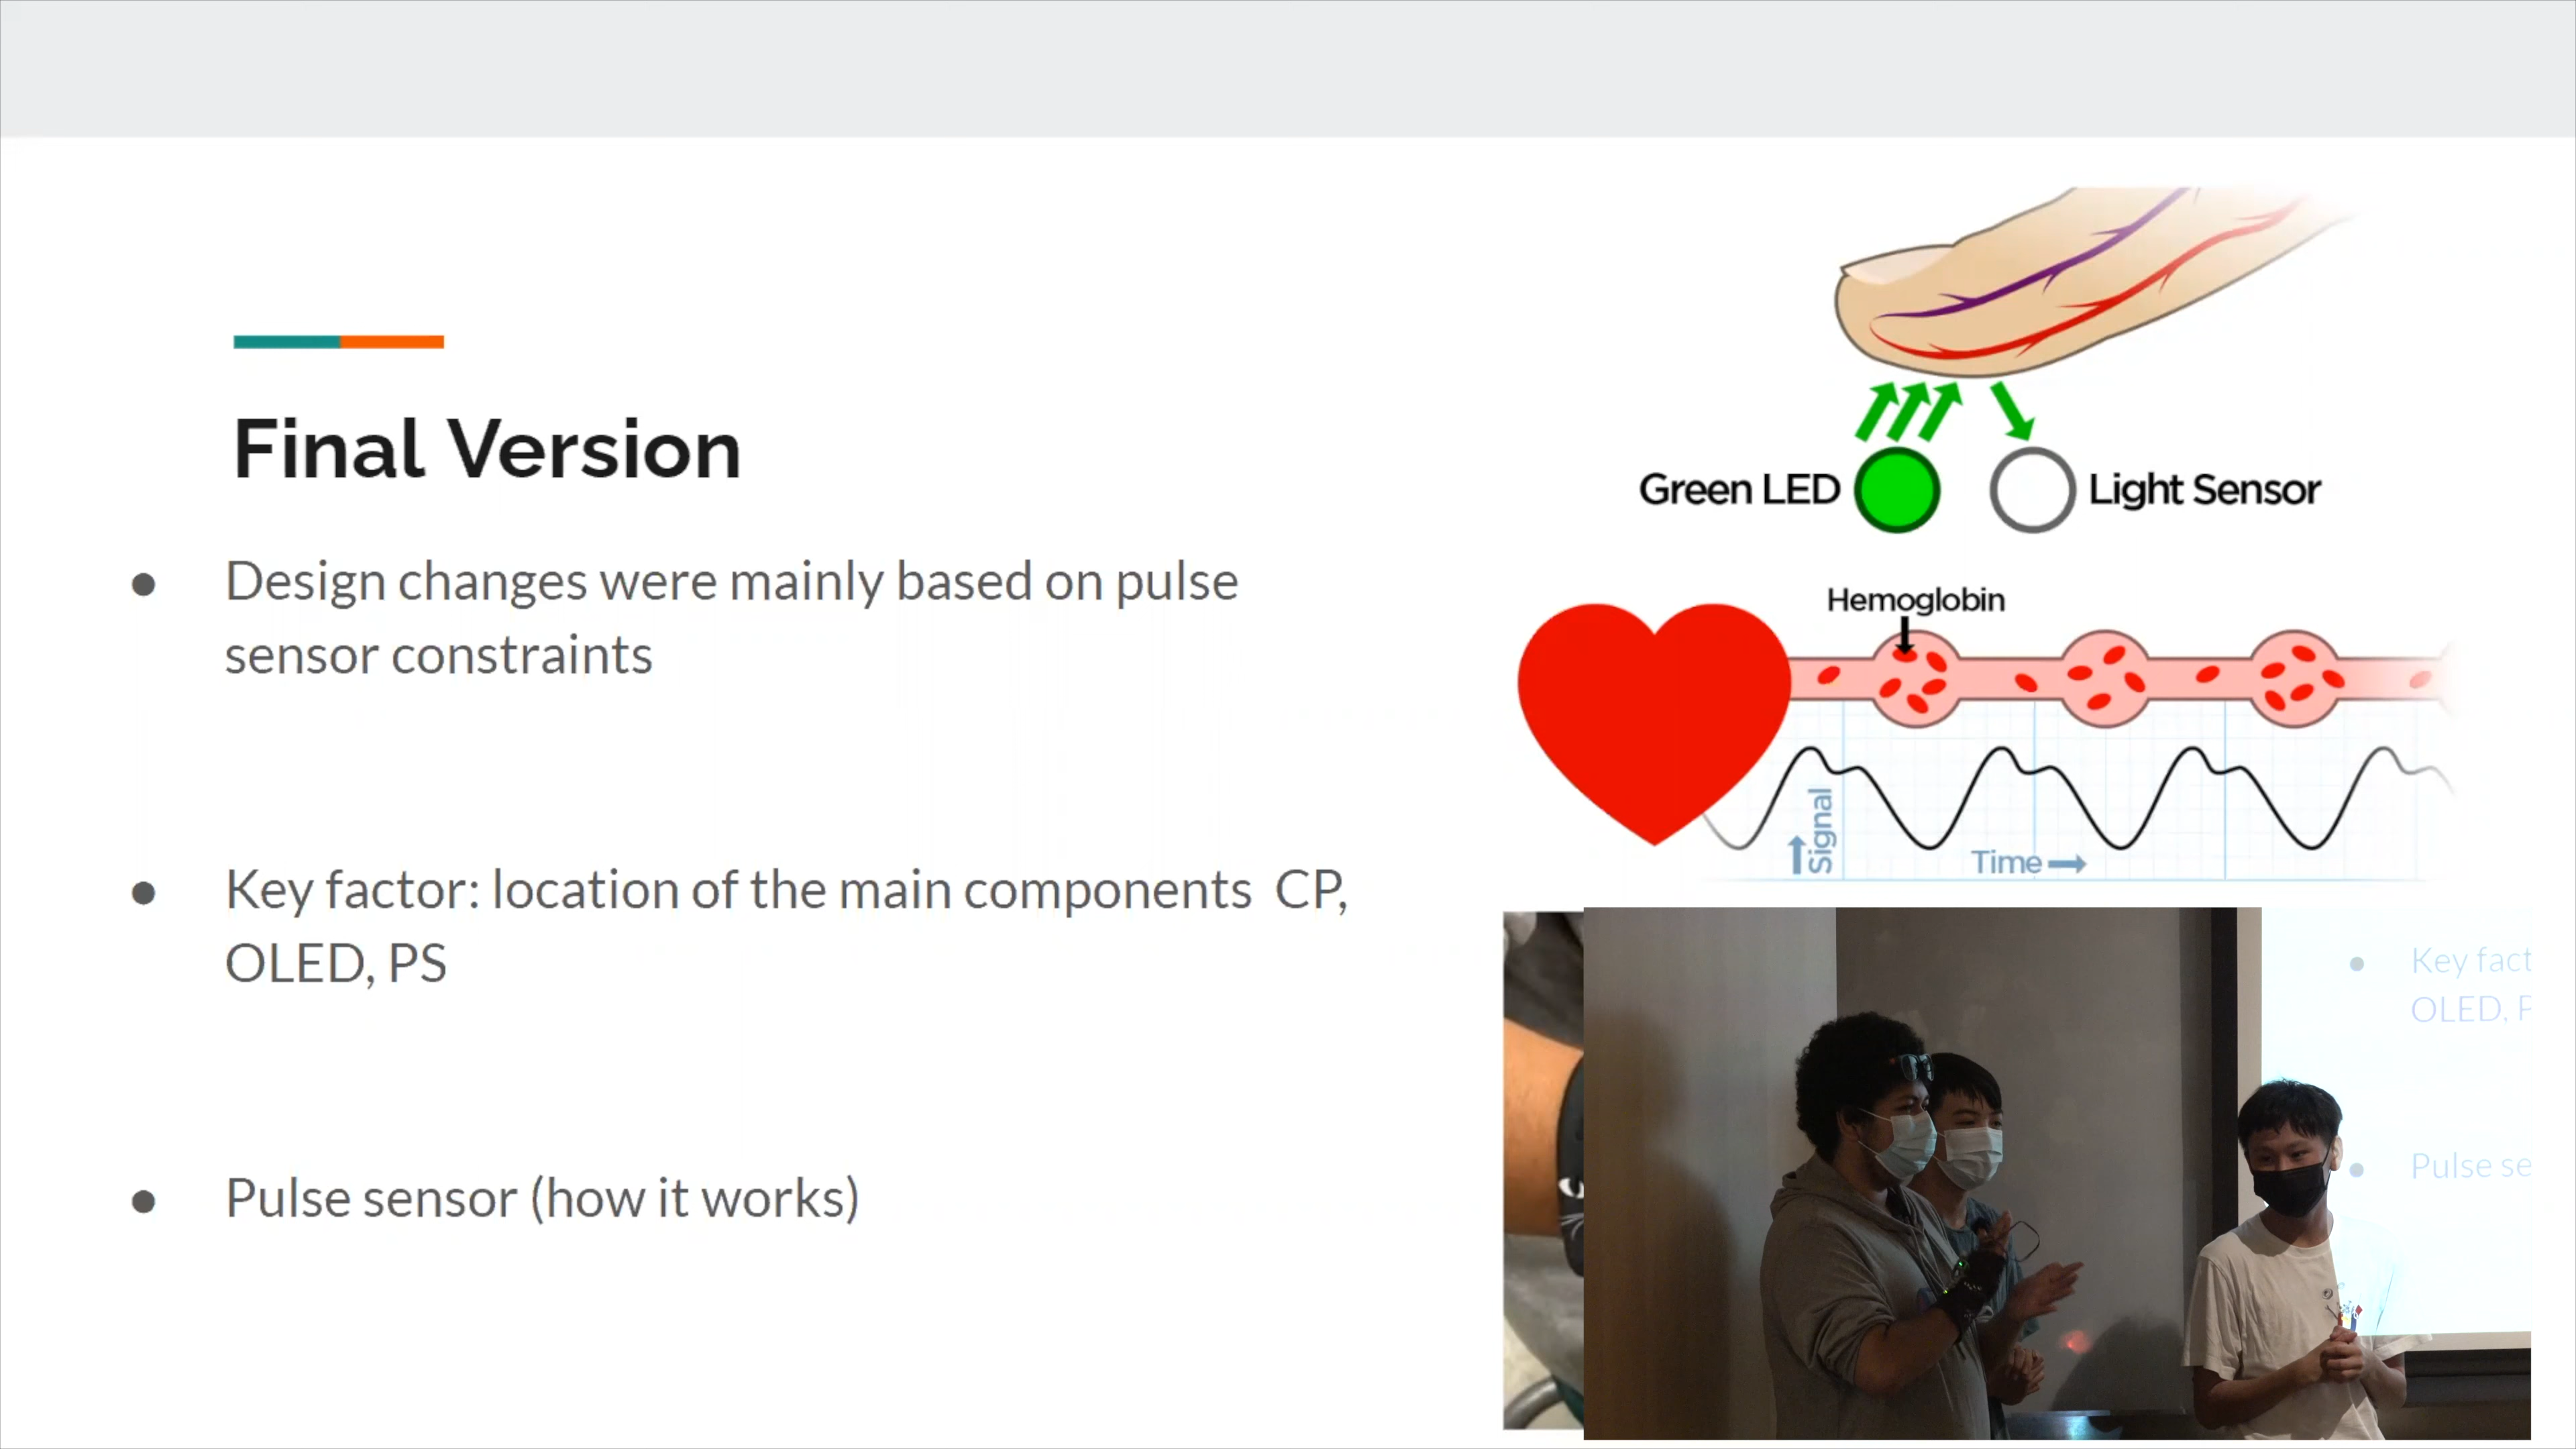 Final Version
● Design changes were mainly based on pulse
sensor constraints
● Key factor: location of the main components  CP,
OLED, PS
● Pulse sensor (how it works)
Green LED
Light Sensor
Hemoglobin
Signal
Time
● Key fact
OLED, P
● Pulse se